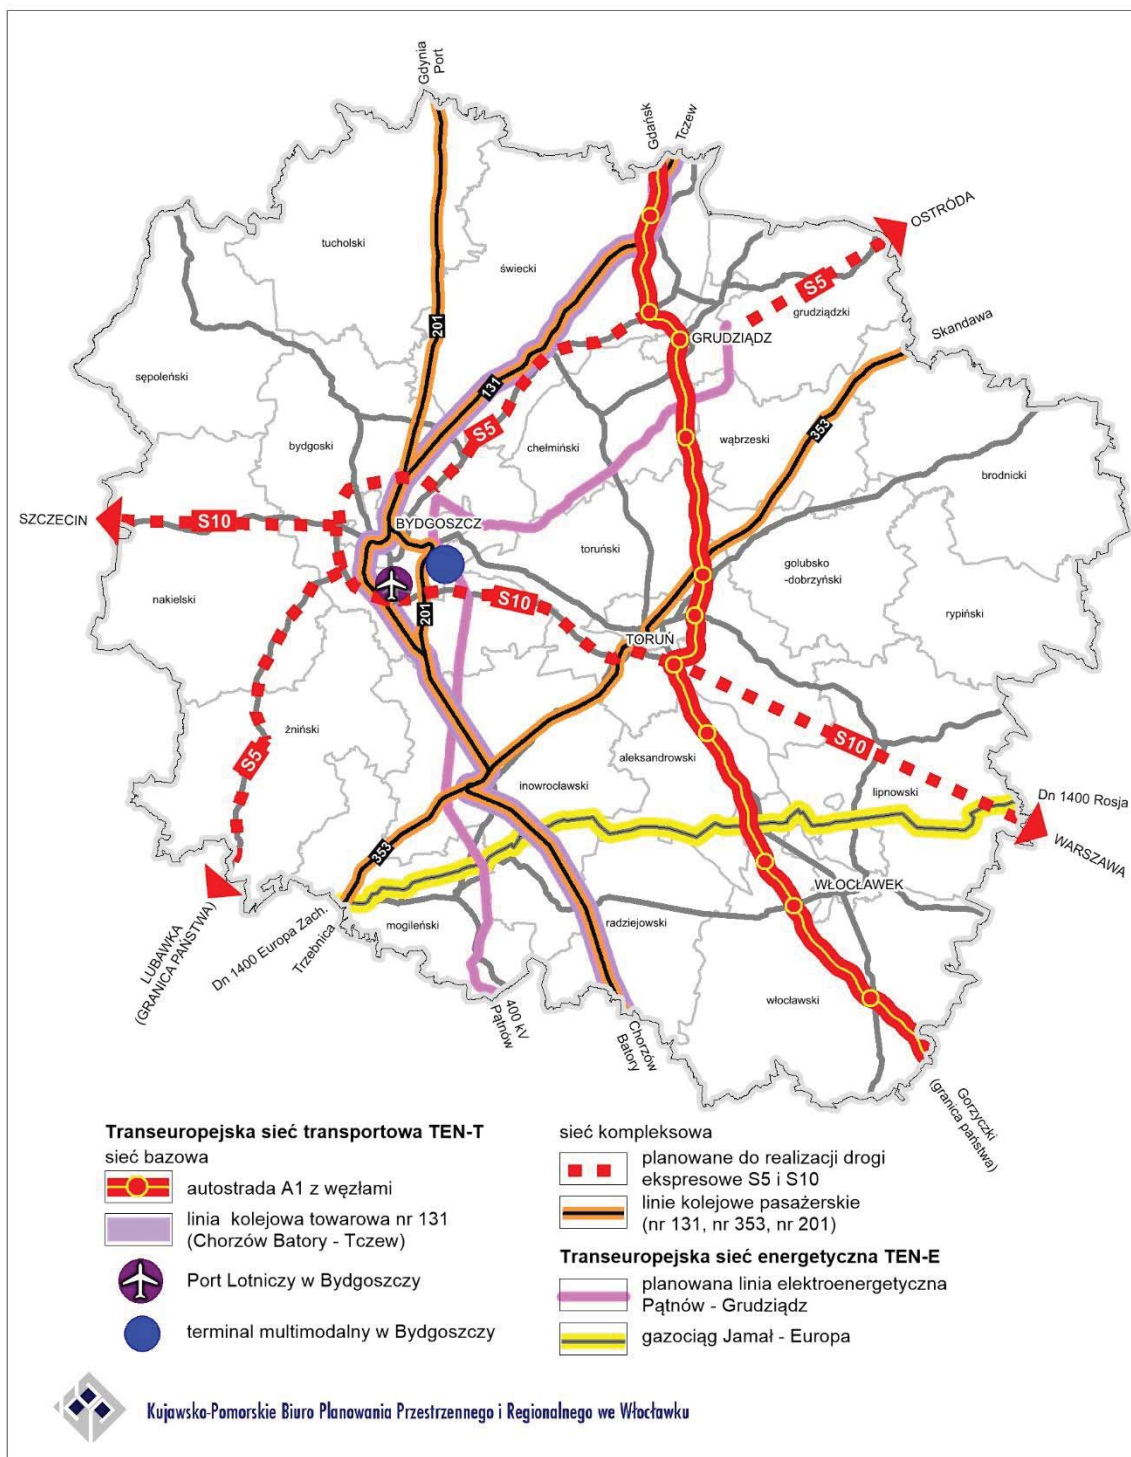 Gdynia
Port
Gdańsk
Tczew
OSTRÓDA
tucholski
świecki
S5
grudziądzki
201
GRUDZIĄDZ
Skandawa
sępoleński
131
S5
353
bydgoski
chełmiński
wąbrzeski
brodnicki
SZCZECIN
S10
BYDGOSZCZ
toruński
golubsko
-dobrzyński
nakielski
201
S10
rypiński
TORUŃ
żniński
S5
aleksandrowski
S10
inowrocławski
lipnowski
Dn 1400 Rosja
353
WARSZAWA
WŁOCŁAWEK
LUBAWKA
(GRANICA PAŃSTWA)
Dn 1400 Europa Zach.
Trzebnica
mogileński
radziejowski
włocławski
400 kV
Pątnów
Chorzów
Batory
Gorzyczki
(granica państwa)
Transeuropejska sieć transportowa TEN-T
sieć bazowa
autostrada A1 z węzłami
linia kolejowa towarowa nr 131
(Chorzów Batory - Tczew)
Port Lotniczy w Bydgoszczy
terminal multimodalny w Bydgoszczy
sieć kompleksowa
planowane do realizacji drogi
ekspresowe S5 i S10
linie kolejowe pasażerskie
(nr 131, nr 353, nr 201)
Transeuropejska sieć energetyczna TEN-E
planowana linia elektroenergetyczna
Pątnów - Grudziądz
gazociąg Jamał - Europa
Kujawsko-Pomorskie Biuro Planowania Przestrzennego i Regionalnego we Włocławku